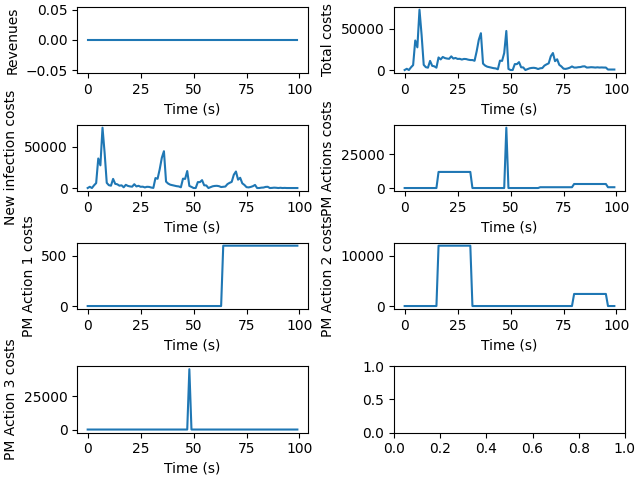 Revenues
0.05
0.00
−0.05
0 25 50 75 100
Time (s)
Total costs
50000
0
0 25 50 75 100
Time (s)
New infection costs
50000
0
0 25 50 75 100
Time (s)
PM Actions costs
25000
0
0 25 50 75 100
Time (s)
PM Action 1 costs
500
0
0 25 50 75 100
Time (s)
PM Action 2 costs
10000
0
0 25 50 75 100
Time (s)
PM Action 3 costs
25000
0
0 25 50 75 100
Time (s)
1.0
0.5
0.0
0.0 0.2 0.4 0.6 0.8 1.0